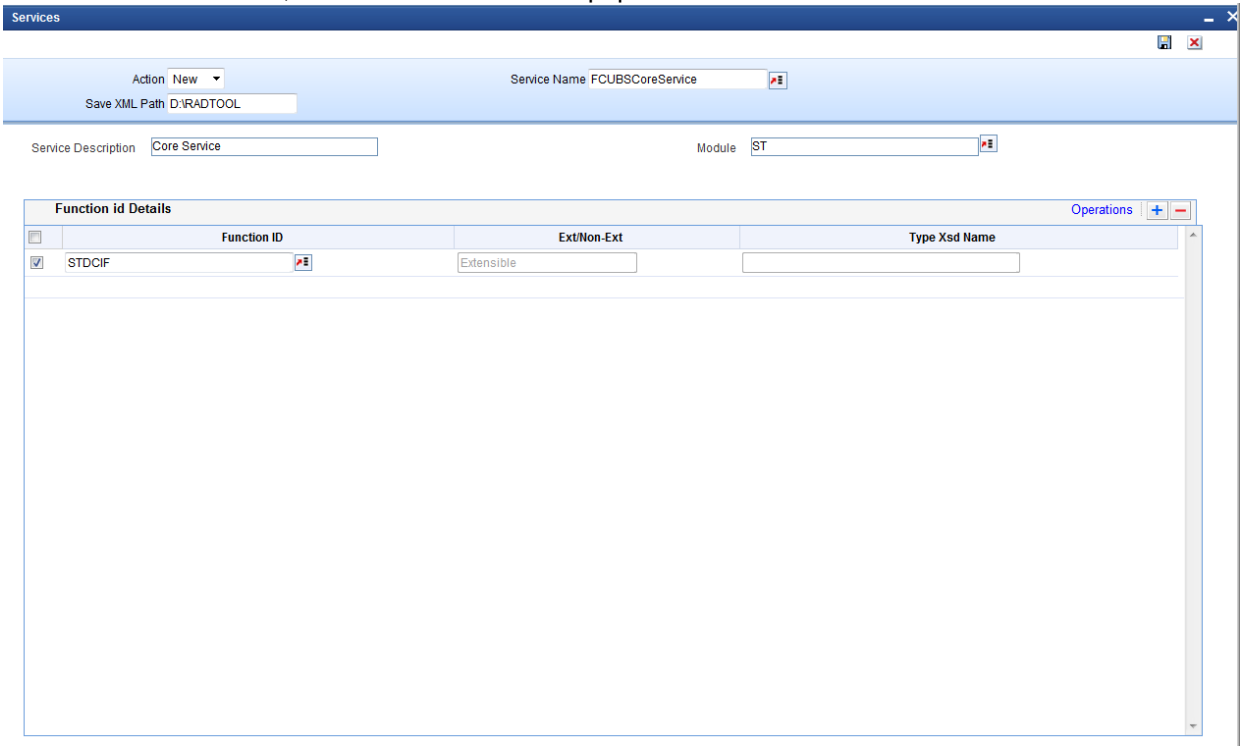 Services
Action New
Service Name FCUBSCoreService
Save XML Path D:\RADTOOL
Service Description Core Service
Module ST
Function id Details
Operations
Function ID Ext/Non-Ext Type Xsd Name
STDCIF Extensible